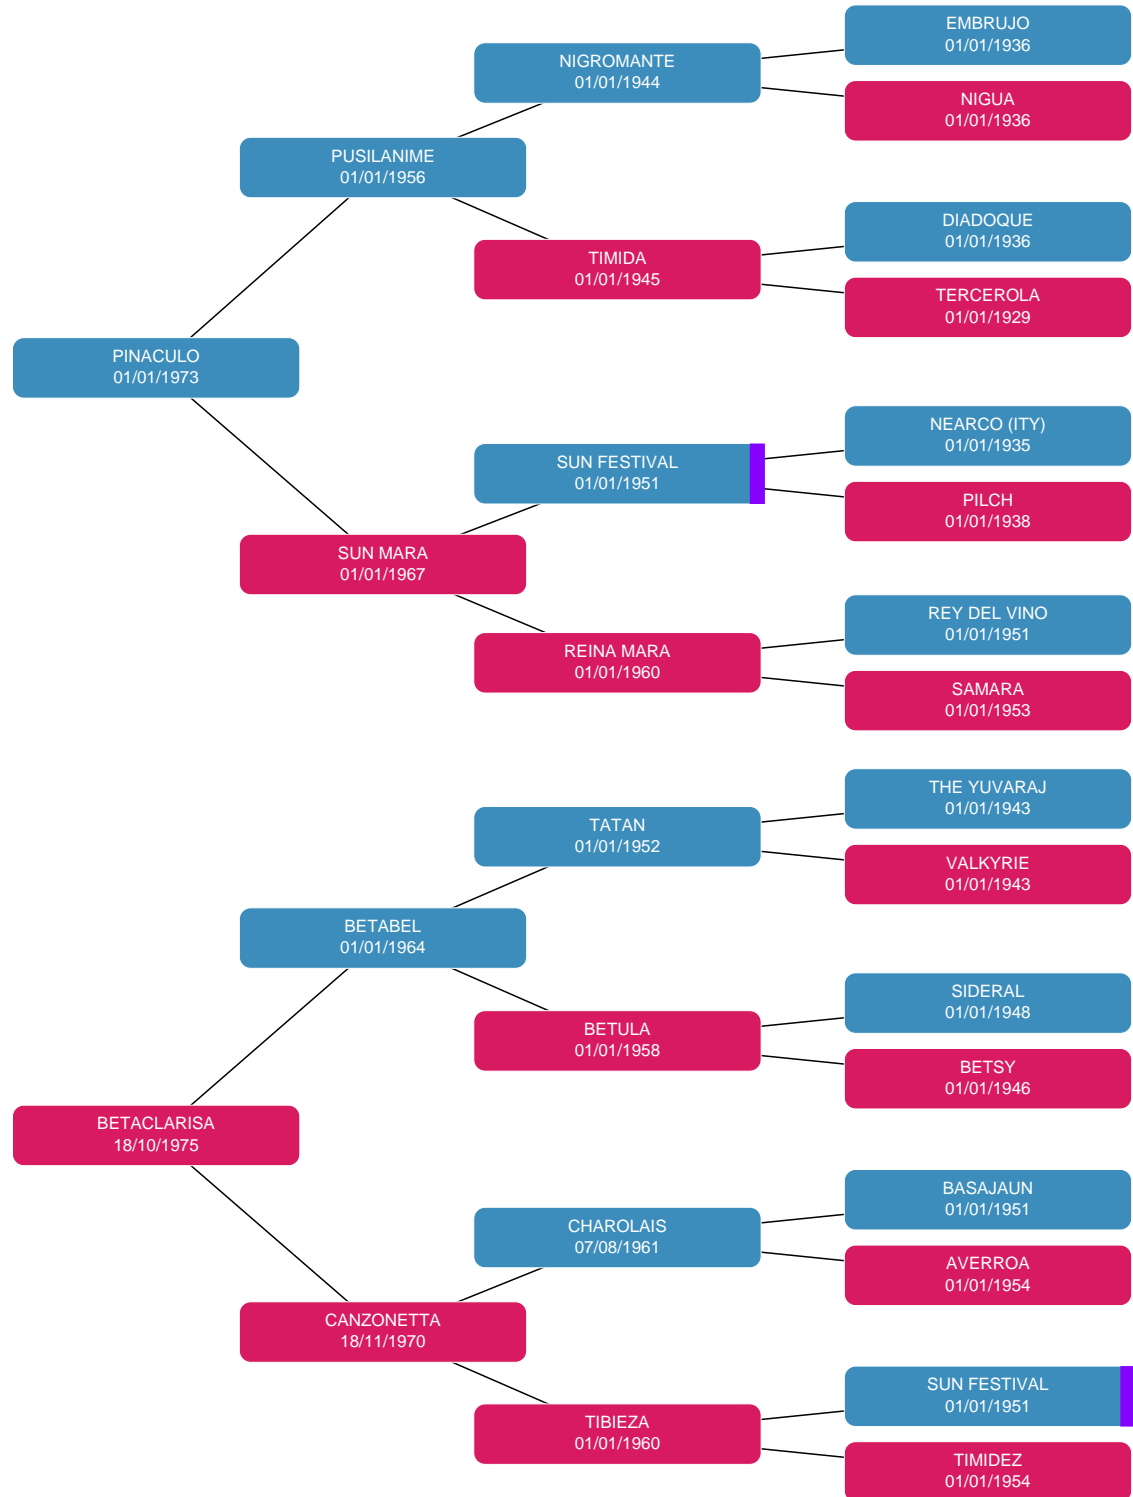 EMBRUJO
01/01/1936
NIGROMANTE
01/01/1944
NIGUA
01/01/1936
PUSILANIME
01/01/1956
DIADOQUE
01/01/1936
TIMIDA
01/01/1945
TERCEROLA
01/01/1929
PINACULO
01/01/1973
NEARCO (ITY)
01/01/1935
SUN FESTIVAL
01/01/1951
PILCH
01/01/1938
SUN MARA
01/01/1967
REY DEL VINO
01/01/1951
REINA MARA
01/01/1960
SAMARA
01/01/1953
THE YUVARAJ
01/01/1943
TATAN
01/01/1952
VALKYRIE
01/01/1943
BETABEL
01/01/1964
SIDERAL
01/01/1948
BETULA
01/01/1958
BETSY
01/01/1946
BETACLARISA
18/10/1975
BASAJAUN
01/01/1951
CHAROLAIS
07/08/1961
AVERROA
01/01/1954
CANZONETTA
18/11/1970
SUN FESTIVAL
01/01/1951
TIBIEZA
01/01/1960
TIMIDEZ
01/01/1954